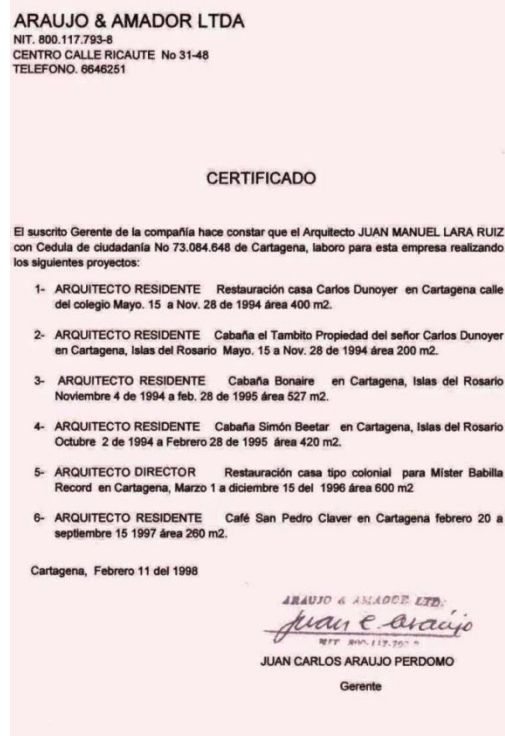 ARAUJO & AMADOR LTDA
NIT. 800.117.793-8
CENTRO CALLE RICAUTE No 31-48
TELEFONO. 6646251
CERTIFICADO
El suscrito Gerente de la compañía hace constar que el Arquitecto JUAN MANUEL LARA RUIZ
con Cedula de ciudadanía No 73.084.648 de Cartagena, laboro para esta empresa realizando
los siguientes proyectos:
1- ARQUITECTO RESIDENTE Restauración casa Carlos Dunoyer en Cartagena calle
del colegio Mayo. 15 a Nov. 28 de 1994 área 400 m2.
2- ARQUITECTO RESIDENTE Cabaña el Tambito Propiedad del señor Carlos Dunoyer
en Cartagena, Islas del Rosario Mayo. 15 a Nov. 28 de 1994 área 200 m2.
3- ARQUITECTO RESIDENTE Cabaña Bonaire en Cartagena, Islas del Rosario
Noviembre 4 de 1994 a feb. 28 de 1995 área 527 m2.
4- ARQUITECTO RESIDENTE Cabaña Simón Beetar en Cartagena, Islas del Rosario
Octubre 2 de 1994 a Febrero 28 de 1995 área 420 m2.
5- ARQUITECTO DIRECTOR Restauración casa tipo colonial para Míster Babilla
Record en Cartagena, Marzo 1 a diciembre 15 del 1996 área 600 m2
6- ARQUITECTO RESIDENTE Café San Pedro Claver en Cartagena febrero 20 a
septiembre 15 1997 área 260 m2.
Cartagena, Febrero 11 del 1998
ARAUJO & AMADOR LTD.
Juan C araújo
NIT 800.117.793
JUAN CARLOS ARAUJO PERDOMO
Gerente